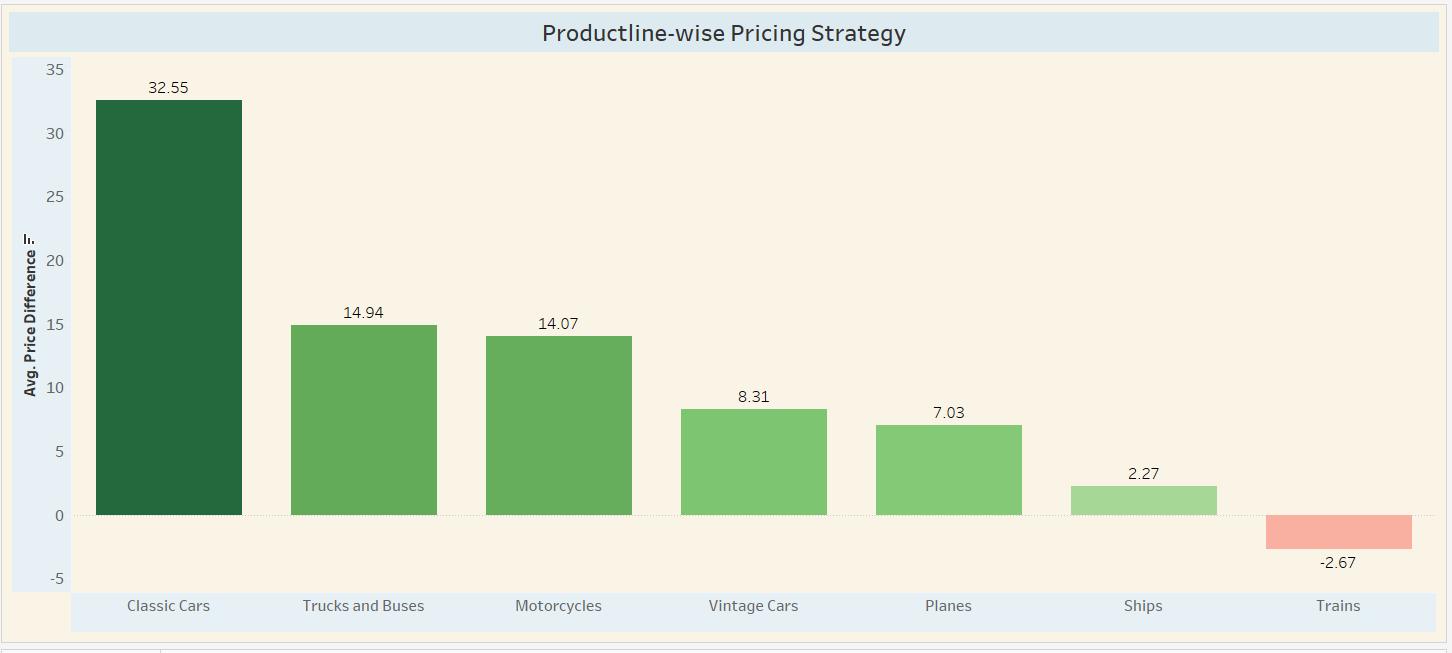 Productline-wise Pricing Strategy
35
30
25
20
15
10
5
0
-5
Avg. Price Difference
32.55
14.94
14.07
8.31
7.03
2.27
-2.67
Classic Cars
Trucks and Buses
Motorcycles
Vintage Cars
Planes
Ships
Trains